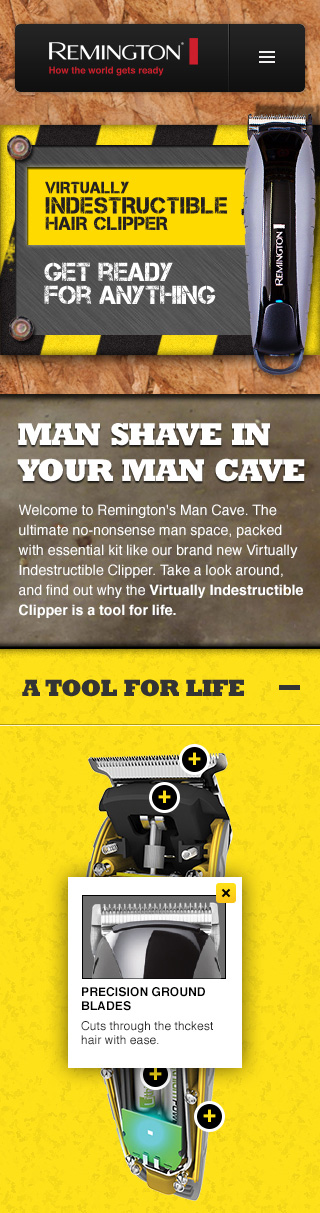 REMINGTON®
How the world gets ready
VIRTUALLY
INDESTRUCTIBLE
HAIR CLIPPER
GET READY
FOR ANYTHING
REMINGTON
MAN SHAVE IN
YOUR MAN CAVE
Welcome to Remington's Man Cave. The
ultimate no-nonsense man space, packed
with essential kit like our brand new Virtually
Indestructible Clipper. Take a look around,
and find out why the Virtually Indestructible
Clipper is a tool for life.
A TOOL FOR LIFE
PRECISION GROUND
BLADES
Cuts through the thckest
hair with ease.